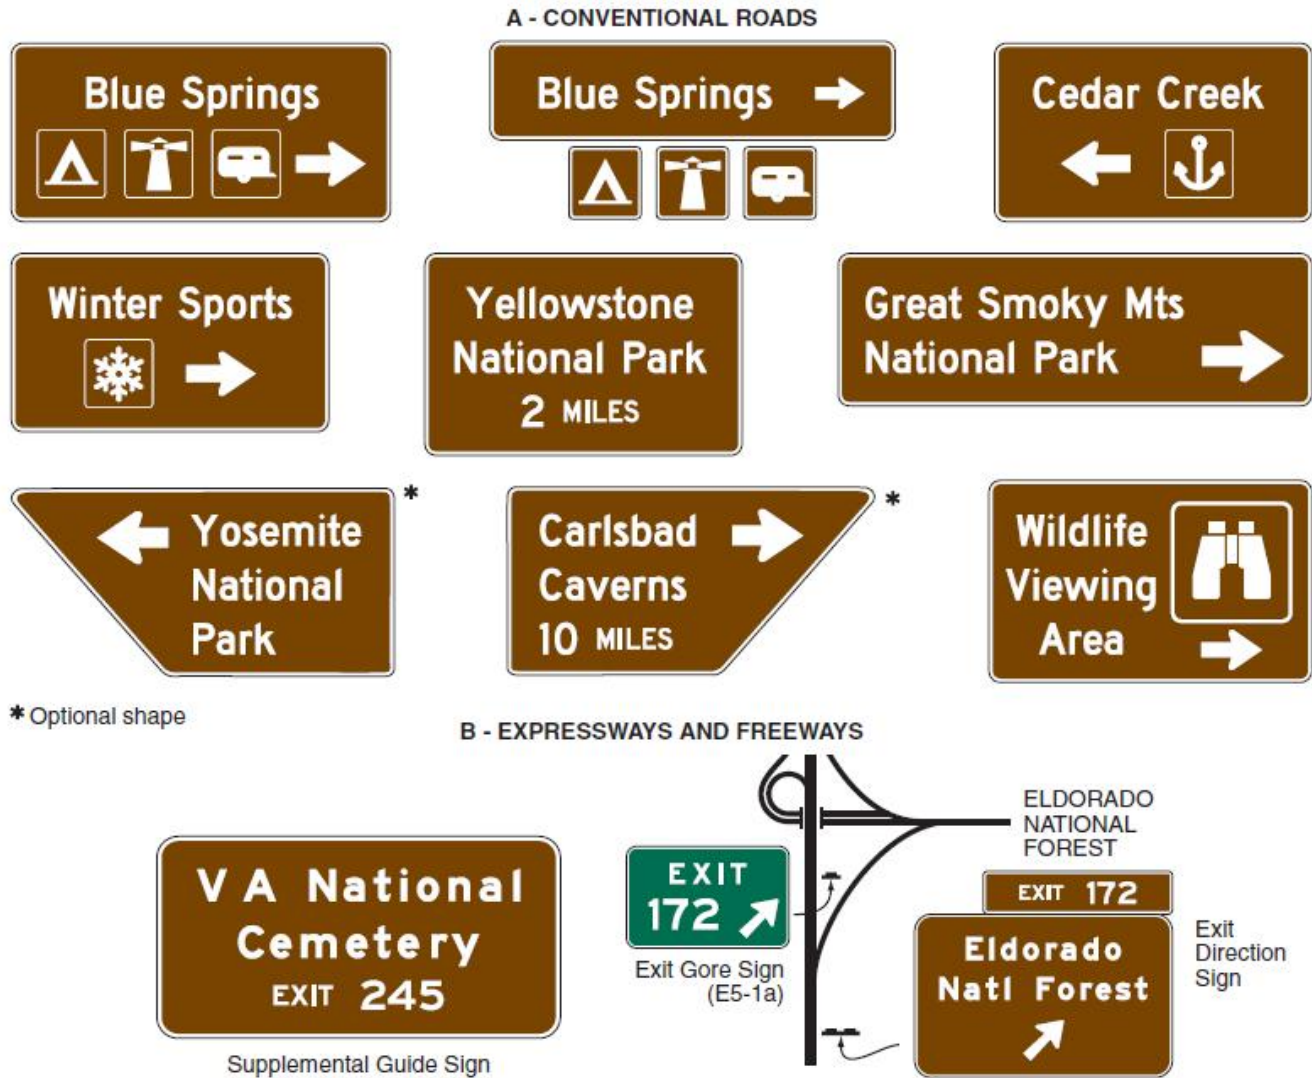 A - CONVENTIONAL ROADS
Blue Springs
Blue Springs
Cedar Creek
Winter Sports
Yellowstone
National Park
2 MILES
Great Smoky Mts
National Park
Yosemite
National
Park
*
Carlsbad
Caverns
10 MILES
*
Wildlife
Viewing
Area
* Optional shape
B - EXPRESSWAYS AND FREEWAYS
VA National
Cemetery
EXIT 245
Supplemental Guide Sign
EXIT
172
Exit Gore Sign
(E5-1a)
ELDORADO
NATIONAL
FOREST
EXIT 172
Eldorado
Natl Forest
Exit
Direction
Sign